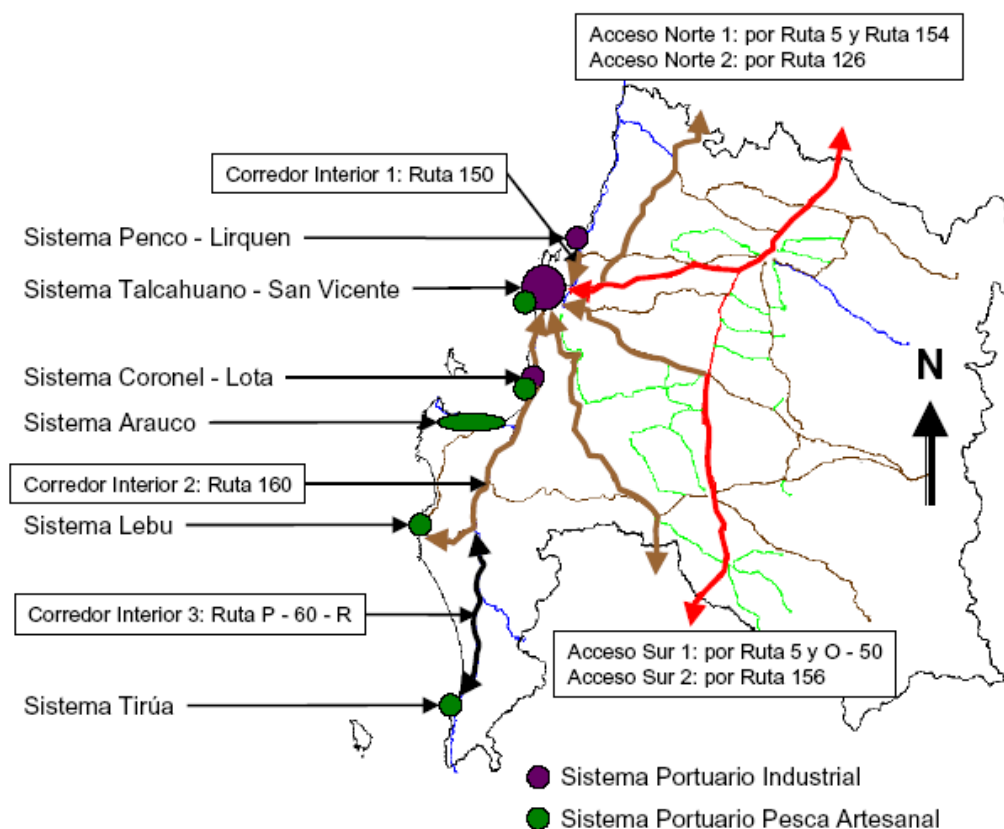 Acceso Norte 1: por Ruta 5 y Ruta 154
Acceso Norte 2: por Ruta 126
Corredor Interior 1: Ruta 150
Sistema Penco - Lirquen
Sistema Talcahuano - San Vicente
Sistema Coronel - Lota
N
Sistema Arauco
Corredor Interior 2: Ruta 160
Sistema Lebu
Corredor Interior 3: Ruta P - 60 - R
Acceso Sur 1: por Ruta 5 y O - 50
Acceso Sur 2: por Ruta 156
Sistema Tirúa
Sistema Portuario Industrial
Sistema Portuario Pesca Artesanal